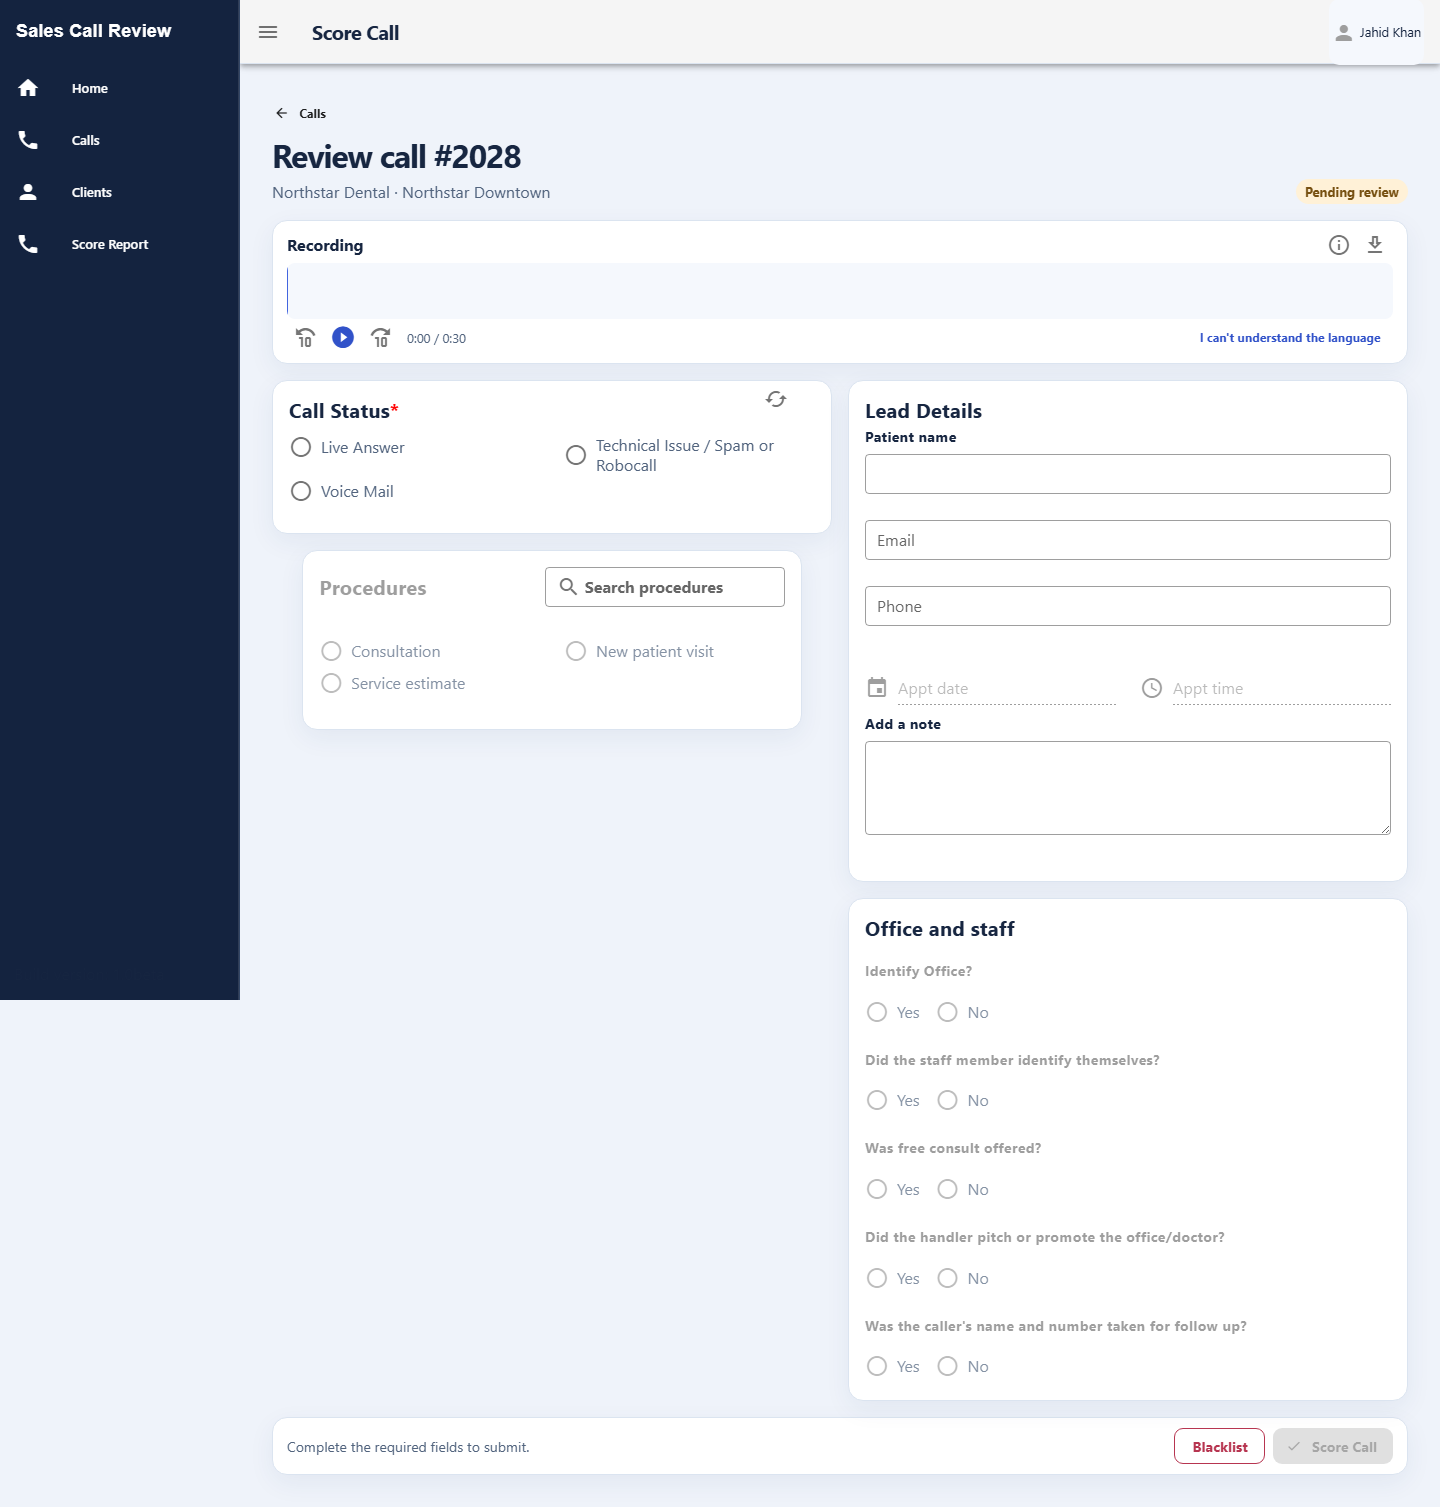 Sales Call Review
Home
Calls
Clients
Score Report
Score Call
Jahid Khan
Calls
Review call #2028
Northstar Dental · Northstar Downtown
Pending review
Recording
10
10
0:00 / 0:30
I can't understand the language
Call Status*
Live Answer
Technical Issue / Spam or
Robocall
Voice Mail
Procedures
Search procedures
Consultation
New patient visit
Service estimate
Lead Details
Patient name
Email
Phone
Appt date
Appt time
Add a note
Office and staff
Identify Office?
Yes No
Did the staff member identify themselves?
Yes No
Was free consult offered?
Yes No
Did the handler pitch or promote the office/doctor?
Yes No
Was the caller's name and number taken for follow up?
Yes No
Complete the required fields to submit.
Blacklist
Score Call